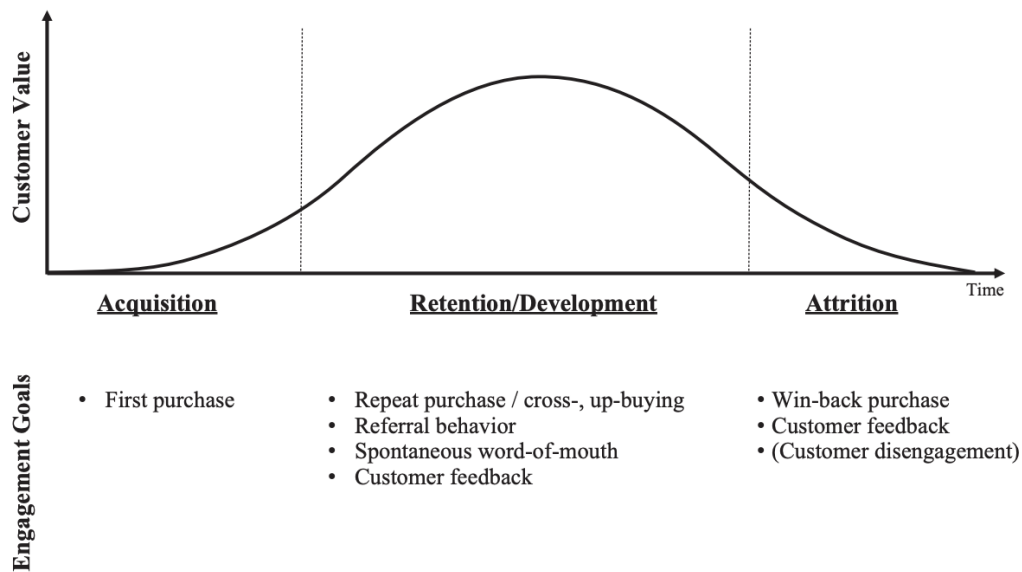 Customer Value
Time
Acquisition
Retention/Development
Attrition
Engagement Goals
• First purchase
• Repeat purchase / cross-, up-buying
• Referral behavior
• Spontaneous word-of-mouth
• Customer feedback
• Win-back purchase
• Customer feedback
• (Customer disengagement)